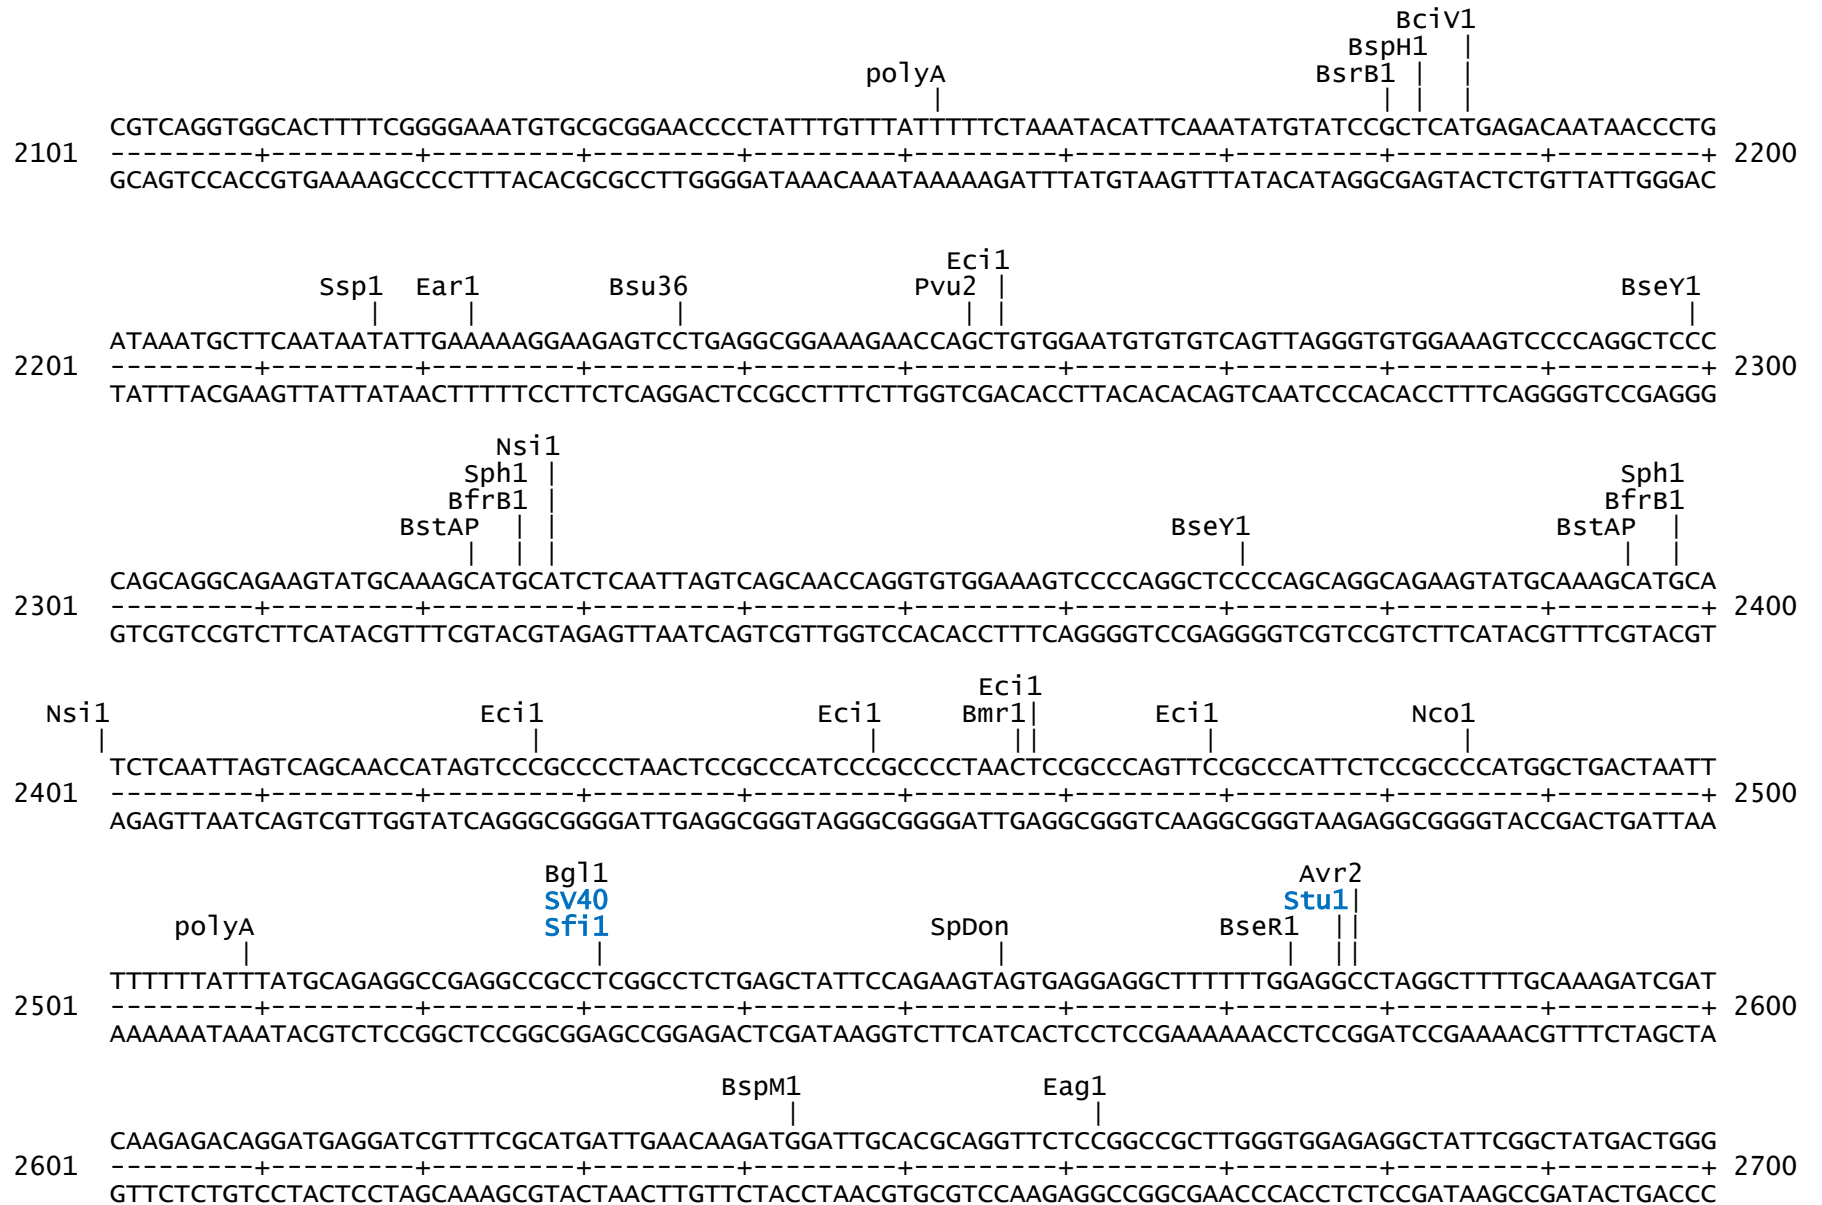 BciV1
BspH1 |
polyA BsrB1 | |
| | | |
CGTCAGGTGGCACTTTTCGGGGAAATGTGCGCGGAACCCCTATTTGTTTATTTTTCTAAATACATTCAAATATGTATCCGCTCATGAGACAATAACCCTG
2101 ---------+---------+---------+---------+---------+---------+---------+---------+---------+---------+ 2200
GCAGTCCACCGTGAAAAGCCCCTTTACACGCGCCTTGGGGATAAACAAATAAAAAGATTTATGTAAGTTTATACATAGGCGAGTACTCTGTTATTGGGAC
Eci1
Ssp1 Ear1 Bsu36 Pvu2 | BseY1
| | | | | |
ATAAATGCTTCAATAATATTGAAAAAGGAAGAGTCCTGAGGCGGAAAGAACCAGCTGTGGAATGTGTGTCAGTTAGGGTGTGGAAAGTCCCCAGGCTCCC
2201 ---------+---------+---------+---------+---------+---------+---------+---------+---------+---------+ 2300
TATTTACGAAGTTATTATAACTTTTTCCTTCTCAGGACTCCGCCTTTCTTGGTCGACACCTTACACACAGTCAATCCCACACCTTTCAGGGGTCCGAGGG
Nsi1
Sph1 | Sph1
BfrB1 | BfrB1
BstAP | | BseY1 BstAP |
| | | | | |
CAGCAGGCAGAAGTATGCAAAGCATGCATCTCAATTAGTCAGCAACCAGGTGTGGAAAGTCCCCAGGCTCCCCAGCAGGCAGAAGTATGCAAAGCATGCA
2301 ---------+---------+---------+---------+---------+---------+---------+---------+---------+---------+ 2400
GTCGTCCGTCTTCATACGTTTCGTACGTAGAGTTAATCAGTCGTTGGTCCACACCTTTCAGGGGTCCGAGGGGTCGTCCGTCTTCATACGTTTCGTACGT
Eci1
Nsi1 Eci1 Eci1 Bmr1| Eci1 Nco1
| | | || | |
TCTCAATTAGTCAGCAACCATAGTCCCGCCCCTAACTCCGCCCATCCCGCCCCTAACTCCGCCCAGTTCCGCCCATTCTCCGCCCCATGGCTGACTAATT
2401 ---------+---------+---------+---------+---------+---------+---------+---------+---------+---------+ 2500
AGAGTTAATCAGTCGTTGGTATCAGGGCGGGGATTGAGGCGGGTAGGGCGGGGATTGAGGCGGGTCAAGGCGGGTAAGAGGCGGGGTACCGACTGATTAA
Bgl1 Avr2
SV40 Stu1|
polyA Sfi1 SpDon BseR1 ||
| | | | ||
TTTTTTATTTATGCAGAGGCCGAGGCCGCCTCGGCCTCTGAGCTATTCCAGAAGTAGTGAGGAGGCTTTTTTGGAGGCCTAGGCTTTTGCAAAGATCGAT
2501 ---------+---------+---------+---------+---------+---------+---------+---------+---------+---------+ 2600
AAAAAATAAATACGTCTCCGGCTCCGGCGGAGCCGGAGACTCGATAAGGTCTTCATCACTCCTCCGAAAAAACCTCCGGATCCGAAAACGTTTCTAGCTA
BspM1 Eag1
| |
CAAGAGACAGGATGAGGATCGTTTCGCATGATTGAACAAGATGGATTGCACGCAGGTTCTCCGGCCGCTTGGGTGGAGAGGCTATTCGGCTATGACTGGG
2601 ---------+---------+---------+---------+---------+---------+---------+---------+---------+---------+ 2700
GTTCTCTGTCCTACTCCTAGCAAAGCGTACTAACTTGTTCTACCTAACGTGCGTCCAAGAGGCCGGCGAACCCACCTCTCCGATAAGCCGATACTGACCC